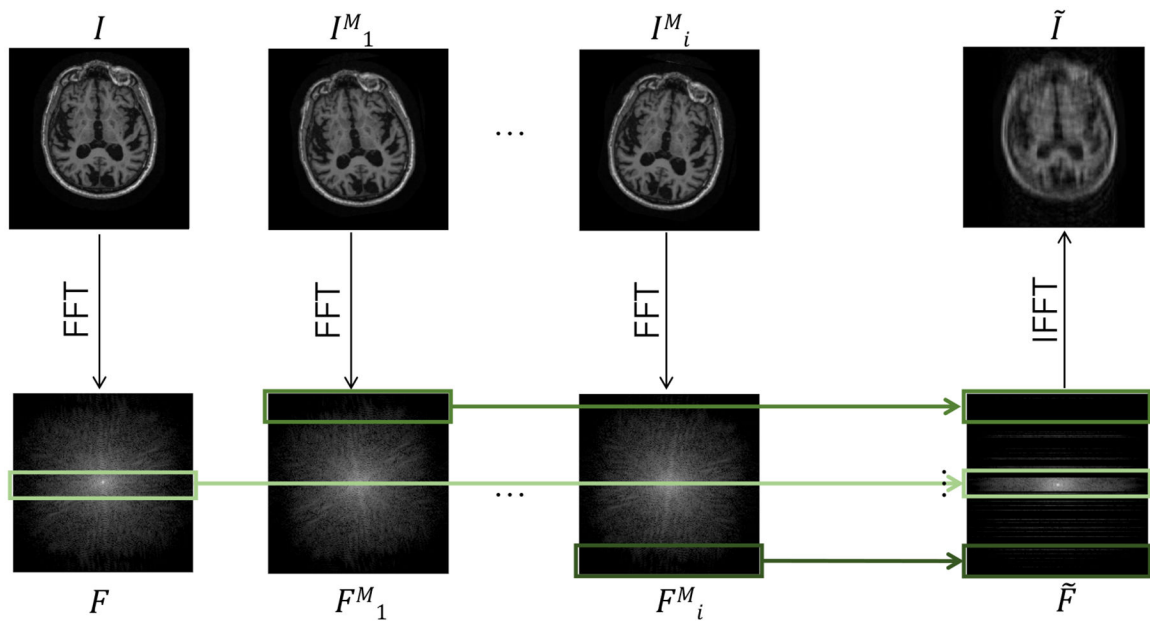 I I^M_1 I^M_i Ĩ
...
FFT FFT FFT IFFT
... ⋮
F F^M_1 F^M_i F̃